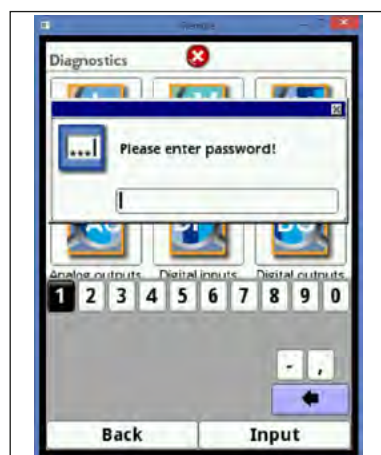 Diagnostics
Please enter password!
Analog outputs Digital inputs Digital outputs
1 2 3 4 5 6 7 8 9 0
- ,
Back Input